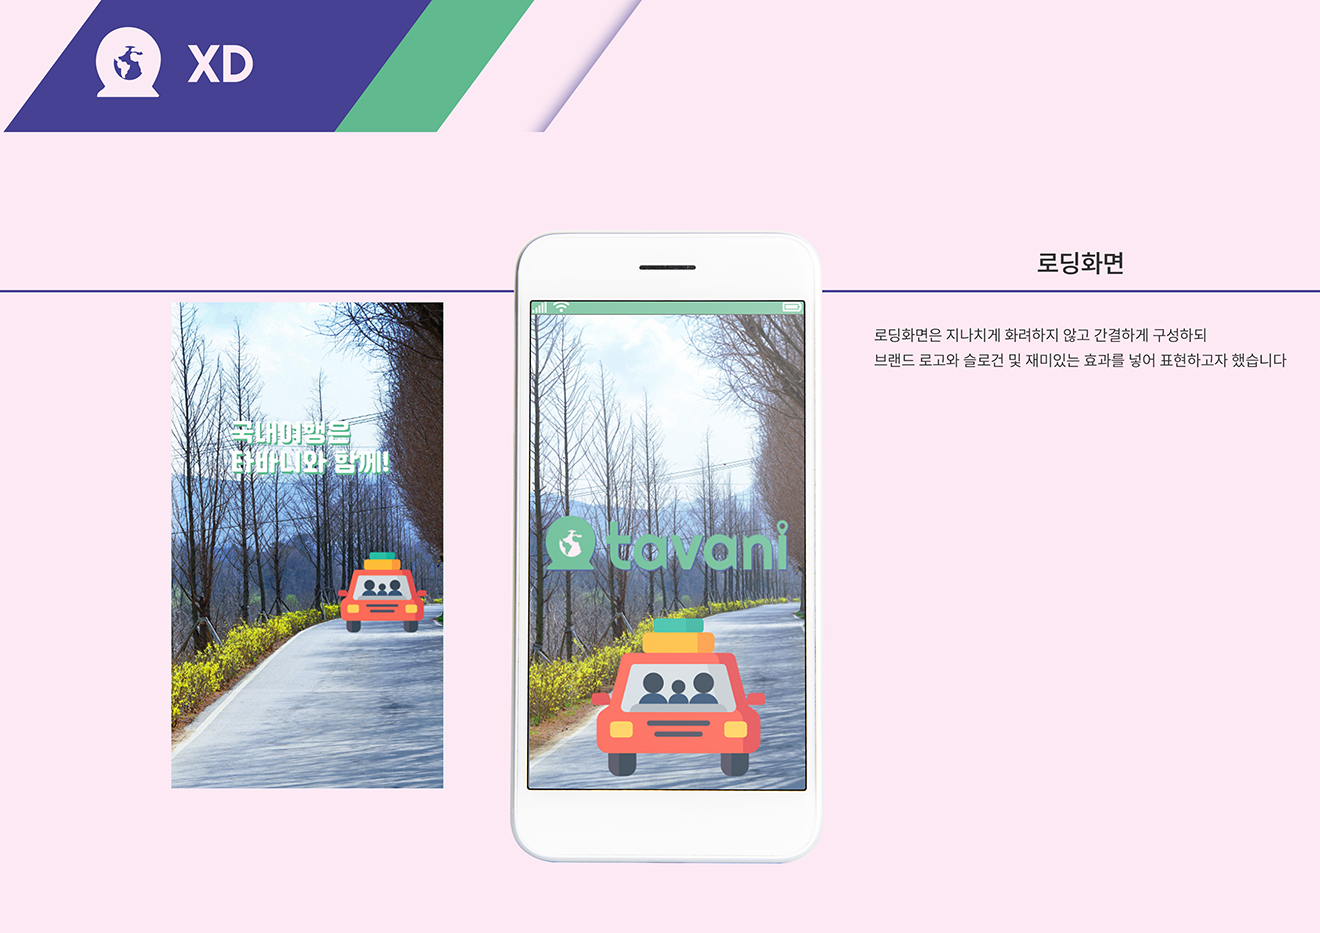 XD
로딩화면
로딩화면은 지나치게 화려하지 않고 간결하게 구성하되
브랜드 로고와 슬로건 및 재미있는 효과를 넣어 표현하고자 했습니다
국내여행은
타바니와 함께!
tavani